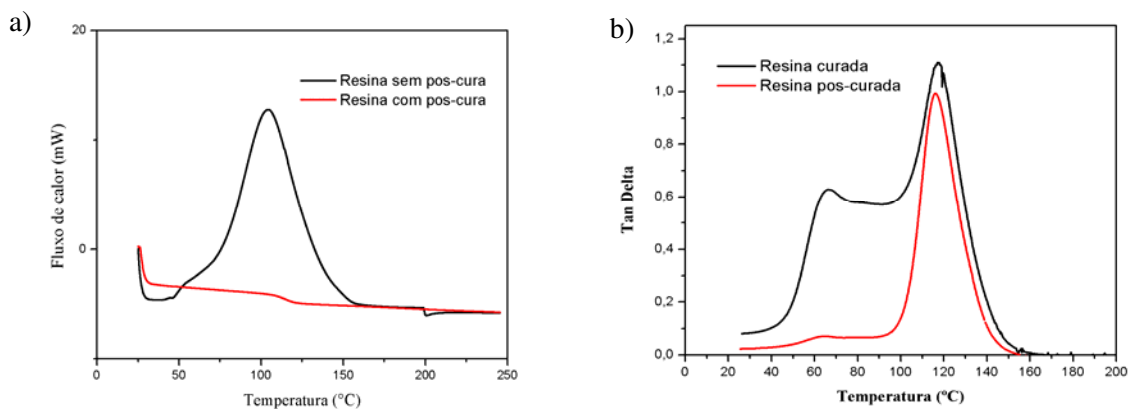 a)
20
0
Fluxo de calor (mW)
Resina sem pos-cura
Resina com pos-cura
0 50 100 150 200 250
Temperatura (°C)
b)
1,2
1,0
0,8
0,6
0,4
0,2
0,0
Tan Delta
Resina curada
Resina pos-curada
0 20 40 60 80 100 120 140 160 180 200
Temperatura (ºC)